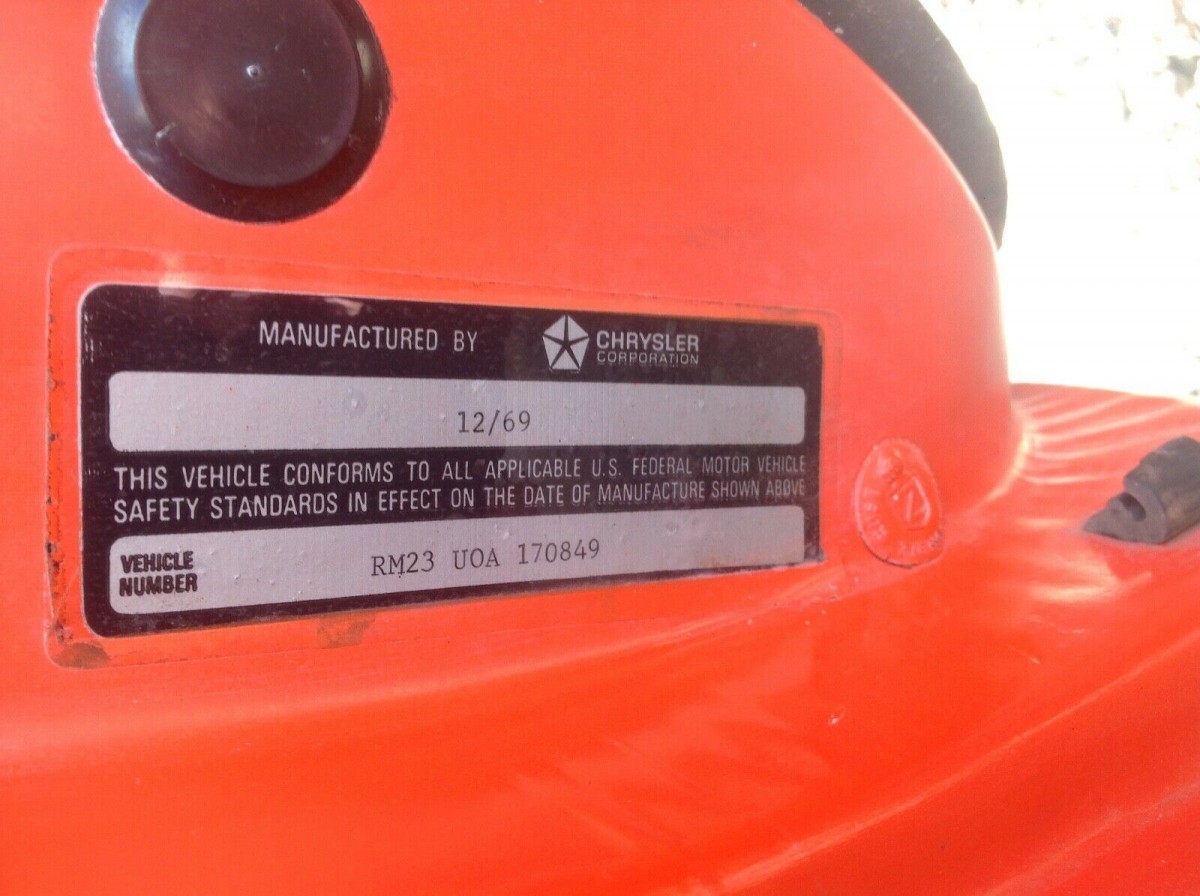 MANUFACTURED BY
CHRYSLER
CORPORATION
12/69
THIS VEHICLE CONFORMS TO ALL APPLICABLE U.S. FEDERAL MOTOR VEHICLE
SAFETY STANDARDS IN EFFECT ON THE DATE OF MANUFACTURE SHOWN ABOVE
VEHICLE
NUMBER
RM23 UOA 170849